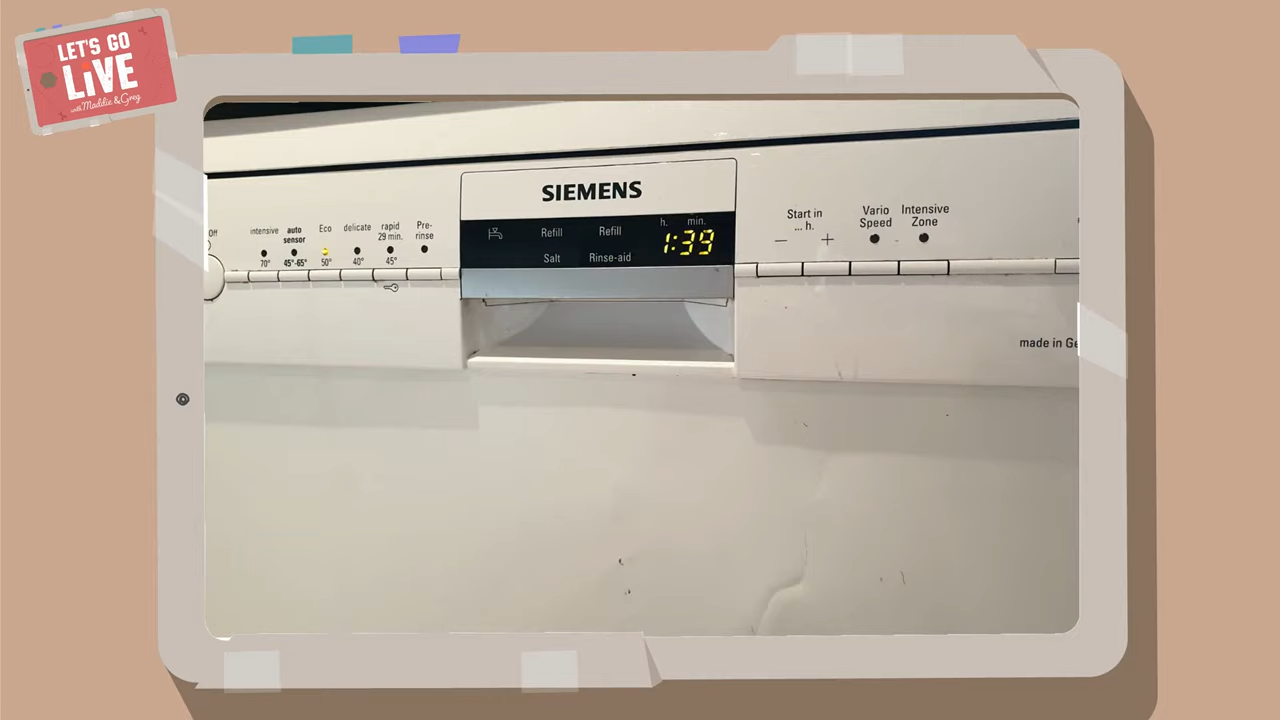 LET'S GO
LIVE
with Maddie & Greg
SIEMENS
h. min.
Refill Refill
1:39
Salt Rinse-aid
Off
intensive
auto
sensor
Eco
delicate
rapid
29 min.
Pre-
rinse
70° 45°-65° 50° 40° 45°
Start in
... h.
− +
Vario
Speed
Intensive
Zone
made in Ge